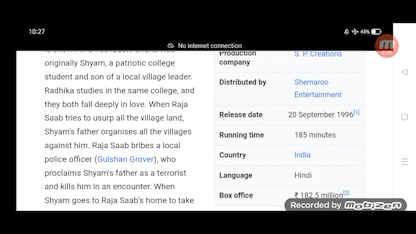 10:27
48%
No internet connection
originally Shyam, a patriotic college
student and son of a local village leader.
Radhika studies in the same college, and
they both fall deeply in love. When Raja
Saab tries to usurp all the village land,
Shyam's father organises all the villages
against him. Raja Saab bribes a local
police officer (Gulshan Grover), who
proclaims Shyam's father as a terrorist
and kills him in an encounter. When
Shyam goes to Raja Saab's home to take
Production company S. P. Creations
Distributed by Shemaroo Entertainment
Release date 20 September 1996[1]
Running time 185 minutes
Country India
Language Hindi
Box office ₹ 182.5 million[2]
Recorded by Mobizen